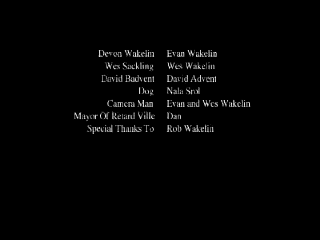 Devon Wakelin Evan Wakelin
Wes Sackling Wes Wakelin
David Badvent David Advent
Dog Nala Srol
Camera Man Evan and Wes Wakelin
Mayor Of Retard Ville Dan
Special Thanks To Rob Wakelin